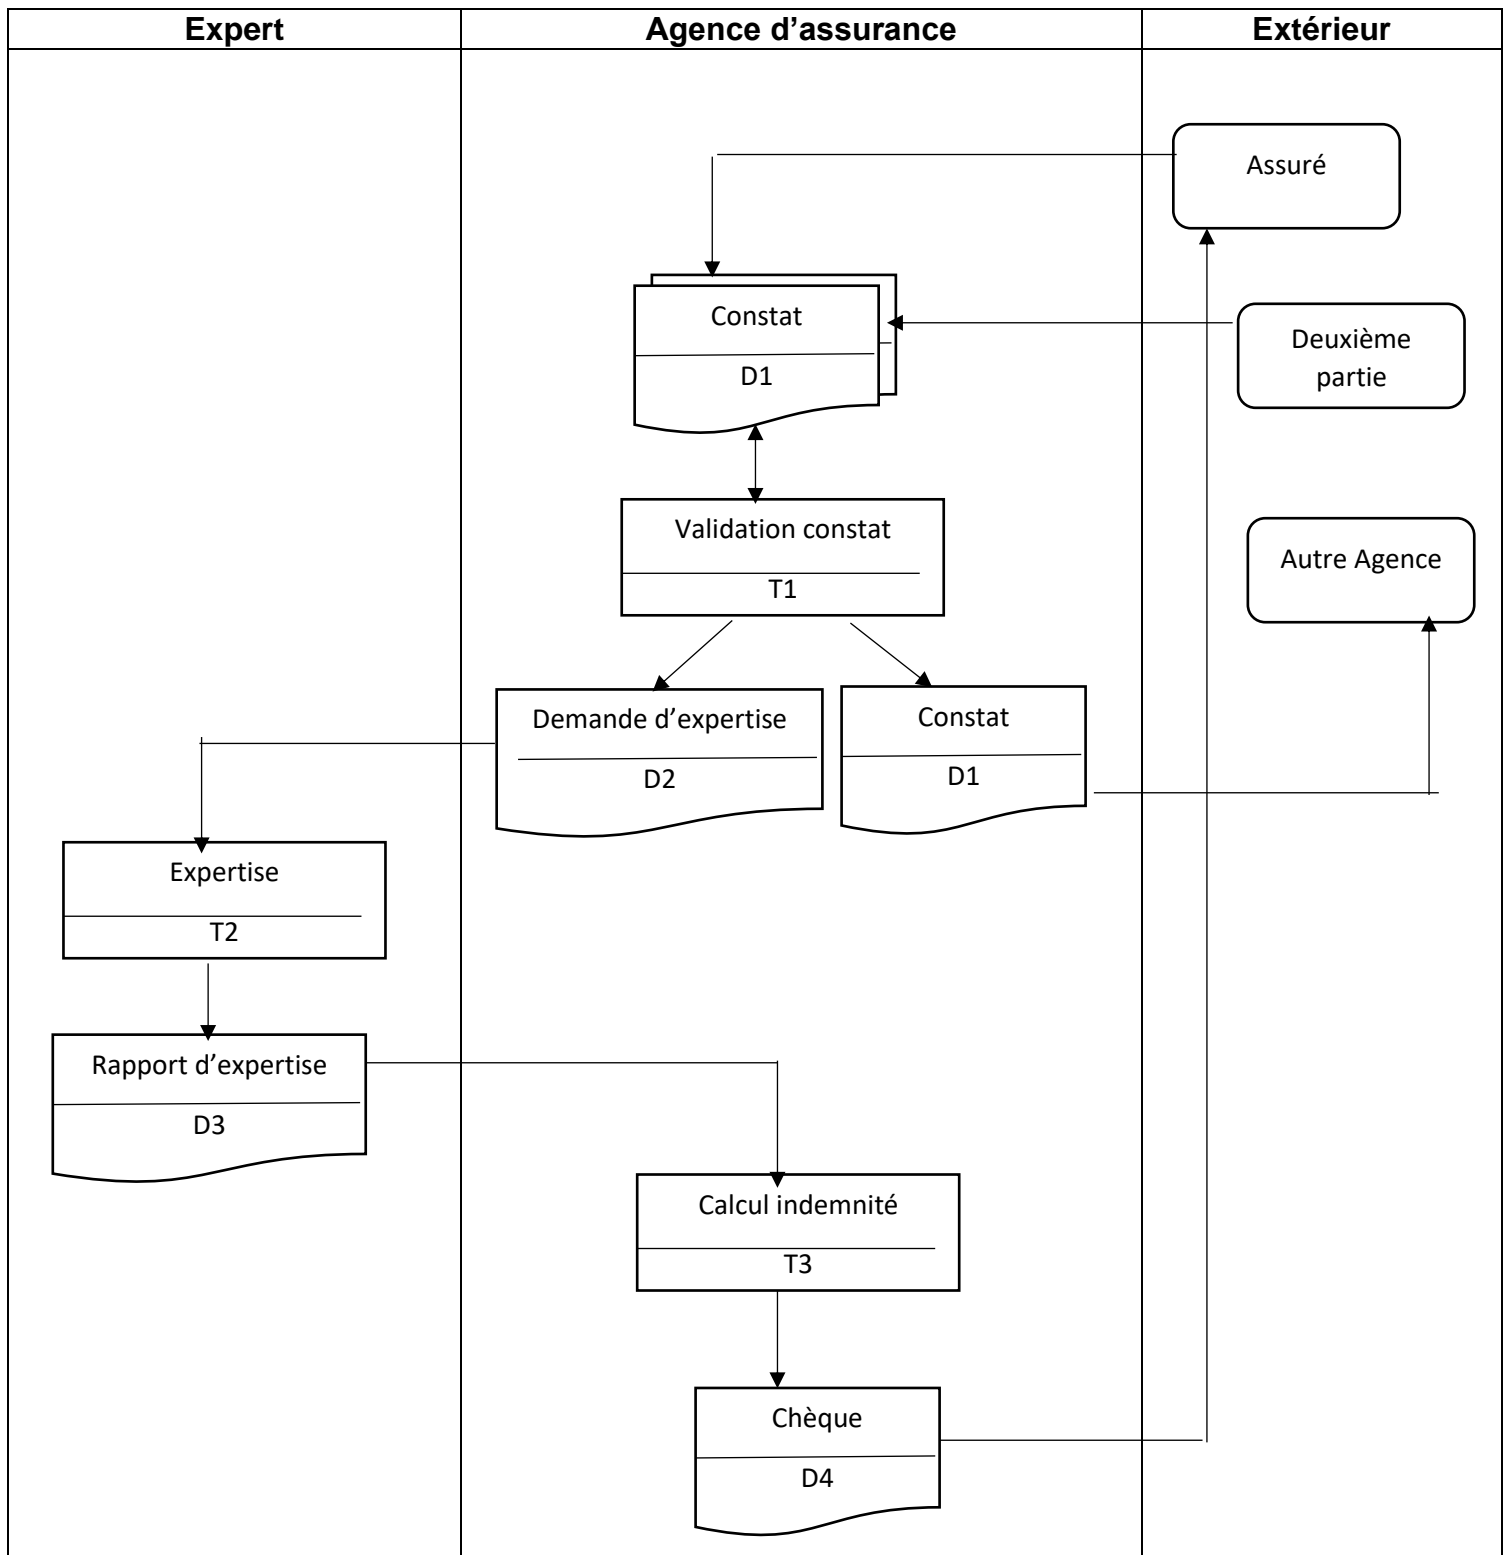 Expert
Agence d’assurance
Extérieur
Assuré
Constat
D1
Deuxième
partie
Validation constat
T1
Autre Agence
Demande d’expertise
D2
Constat
D1
Expertise
T2
Rapport d’expertise
D3
Calcul indemnité
T3
Chèque
D4